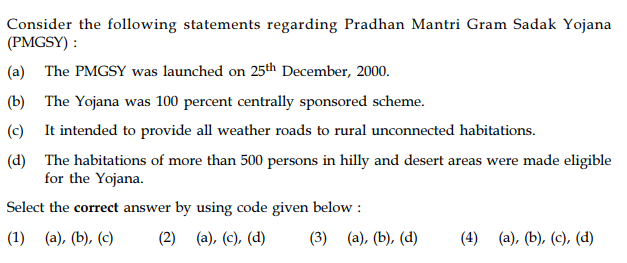 Consider the following statements regarding Pradhan Mantri Gram Sadak Yojana
(PMGSY) :
(a) The PMGSY was launched on 25th December, 2000.
(b) The Yojana was 100 percent centrally sponsored scheme.
(c) It intended to provide all weather roads to rural unconnected habitations.
(d) The habitations of more than 500 persons in hilly and desert areas were made eligible
for the Yojana.
Select the correct answer by using code given below :
(1) (a), (b), (c) (2) (a), (c), (d) (3) (a), (b), (d) (4) (a), (b), (c), (d)